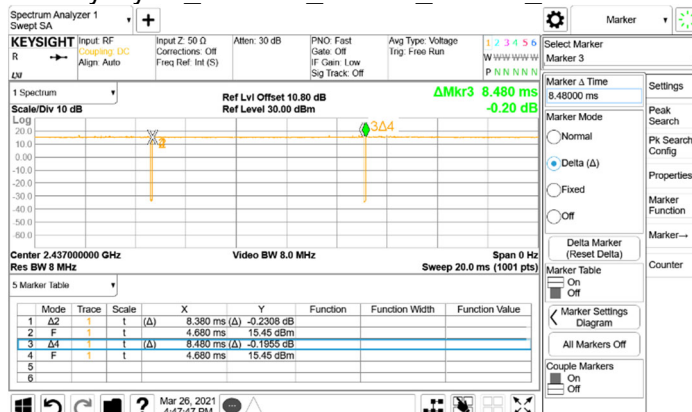 Spectrum Analyzer 1
Swept SA
Marker
KEYSIGHT
R
LXI
Input: RF
Coupling: DC
Align: Auto
Input Z: 50 Ω
Corrections: Off
Freq Ref: Int (S)
Atten: 30 dB
PNO: Fast
Gate: Off
IF Gain: Low
Sig Track: Off
Avg Type: Voltage
Trig: Free Run
1 2 3 4 5 6
W W W W W W
P N N N N N
Select Marker
Marker 3
1 Spectrum
Scale/Div 10 dB
Ref Lvl Offset 10.80 dB
Ref Level 30.00 dBm
ΔMkr3 8.480 ms
-0.20 dB
Log
20.0
10.0
0.00
-10.0
-20.0
-30.0
-40.0
-50.0
-60.0
3Δ4
Center 2.437000000 GHz
Res BW 8 MHz
Video BW 8.0 MHz
Span 0 Hz
Sweep 20.0 ms (1001 pts)
5 Marker Table
Mode Trace Scale X Y Function Function Width Function Value
1 Δ2 1 t (Δ) 8.380 ms (Δ) -0.2308 dB
2 F 1 t 4.680 ms 15.45 dBm
3 Δ4 1 t (Δ) 8.480 ms (Δ) -0.1955 dB
4 F 1 t 4.680 ms 15.45 dBm
5
6
Mar 26, 2021
4:47:47 PM
Marker Δ Time
8.48000 ms
Marker Mode
Normal
Delta (Δ)
Fixed
Off
Delta Marker
(Reset Delta)
Marker Table
On
Off
Marker Settings
Diagram
All Markers Off
Couple Markers
On
Off
Settings
Peak
Search
Pk Search
Config
Properties
Marker
Function
Marker→
Counter